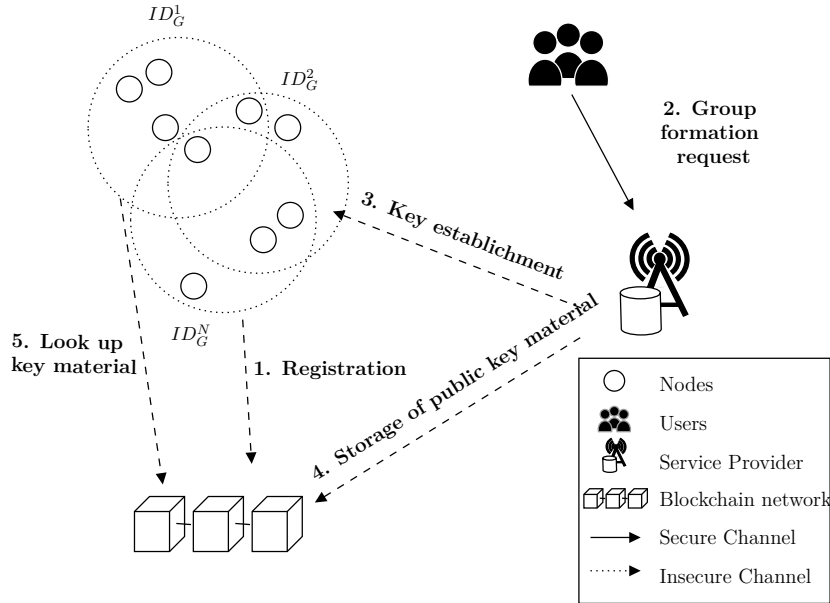 ID_G^1
ID_G^2
2. Group
formation
request
3. Key establichment
ID_G^N
5. Look up
key material
1. Registration
4. Storage of public key material
Nodes
Users
Service Provider
Blockchain network
Secure Channel
Insecure Channel